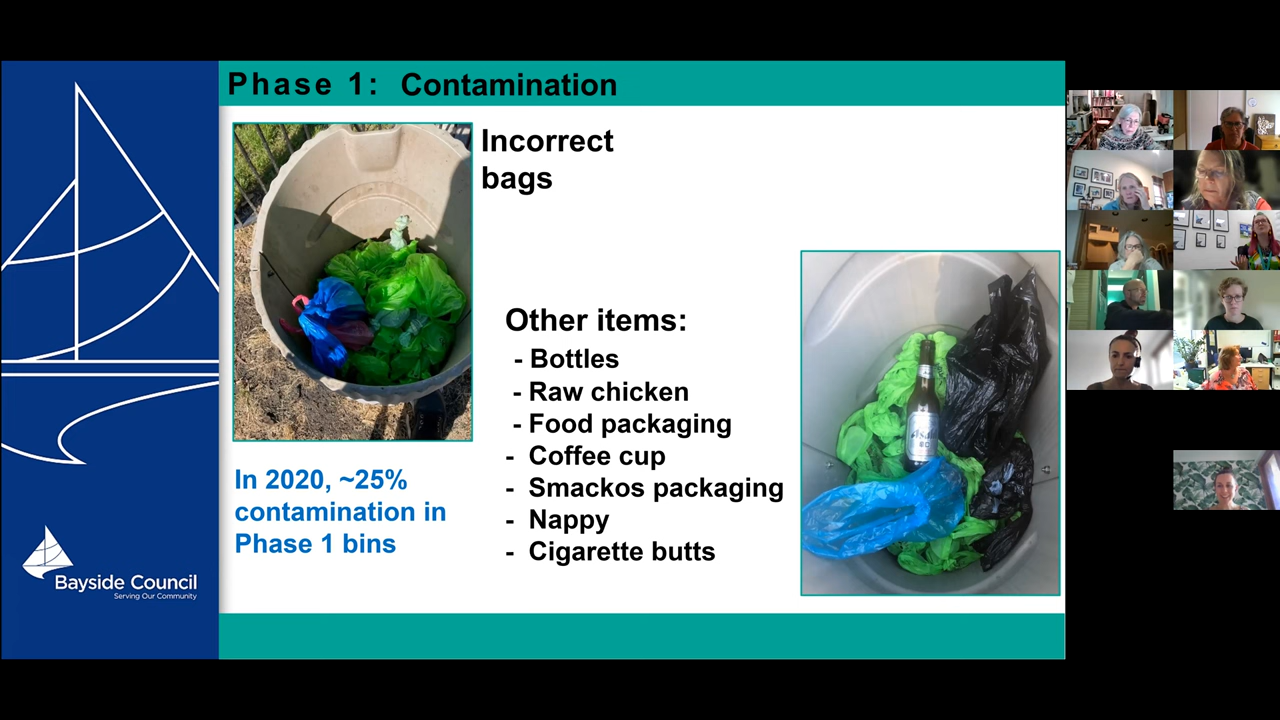 Phase 1: Contamination
Incorrect
bags
Other items:
- Bottles
- Raw chicken
- Food packaging
- Coffee cup
- Smackos packaging
- Nappy
- Cigarette butts
In 2020, ~25%
contamination in
Phase 1 bins
Asahi
Bayside Council
Serving Our Community